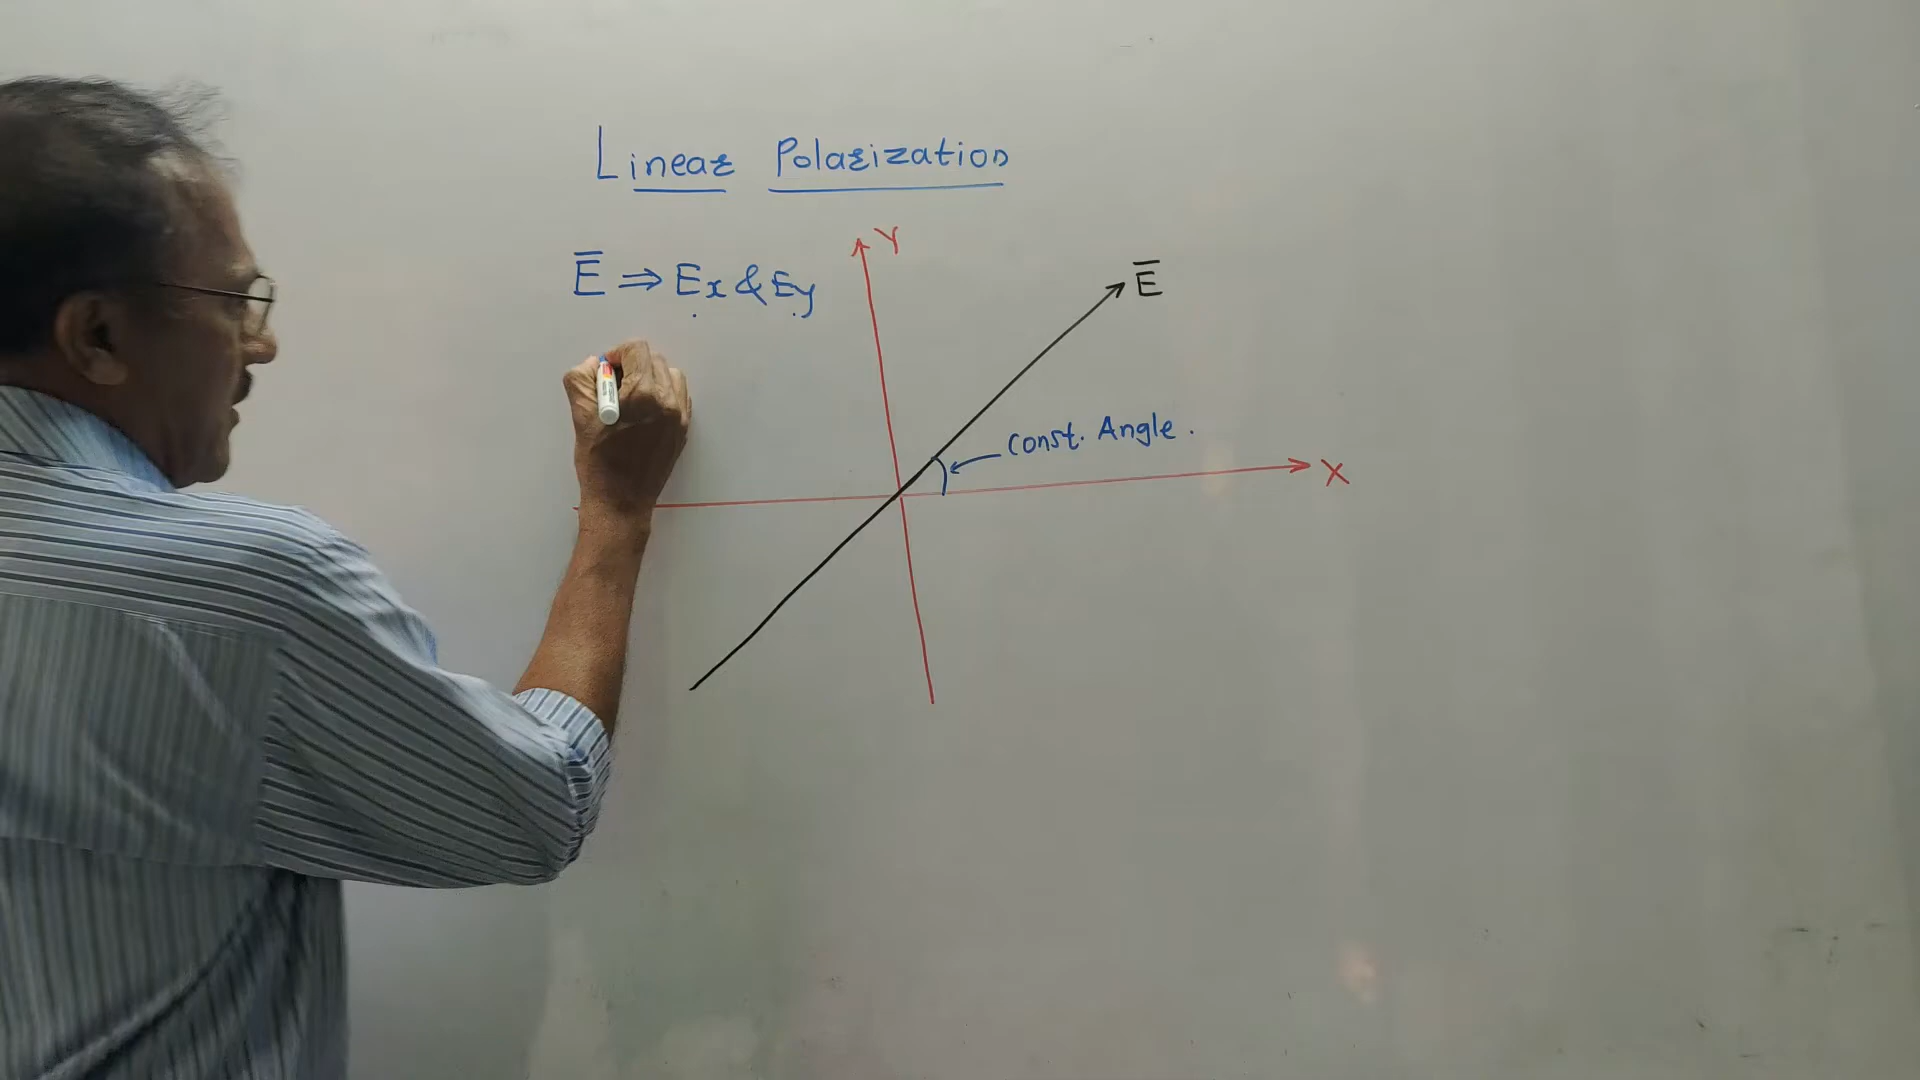 Linear Polarization
Y
E̅ ⇒ Ex & Ey
E̅
const. Angle.
X